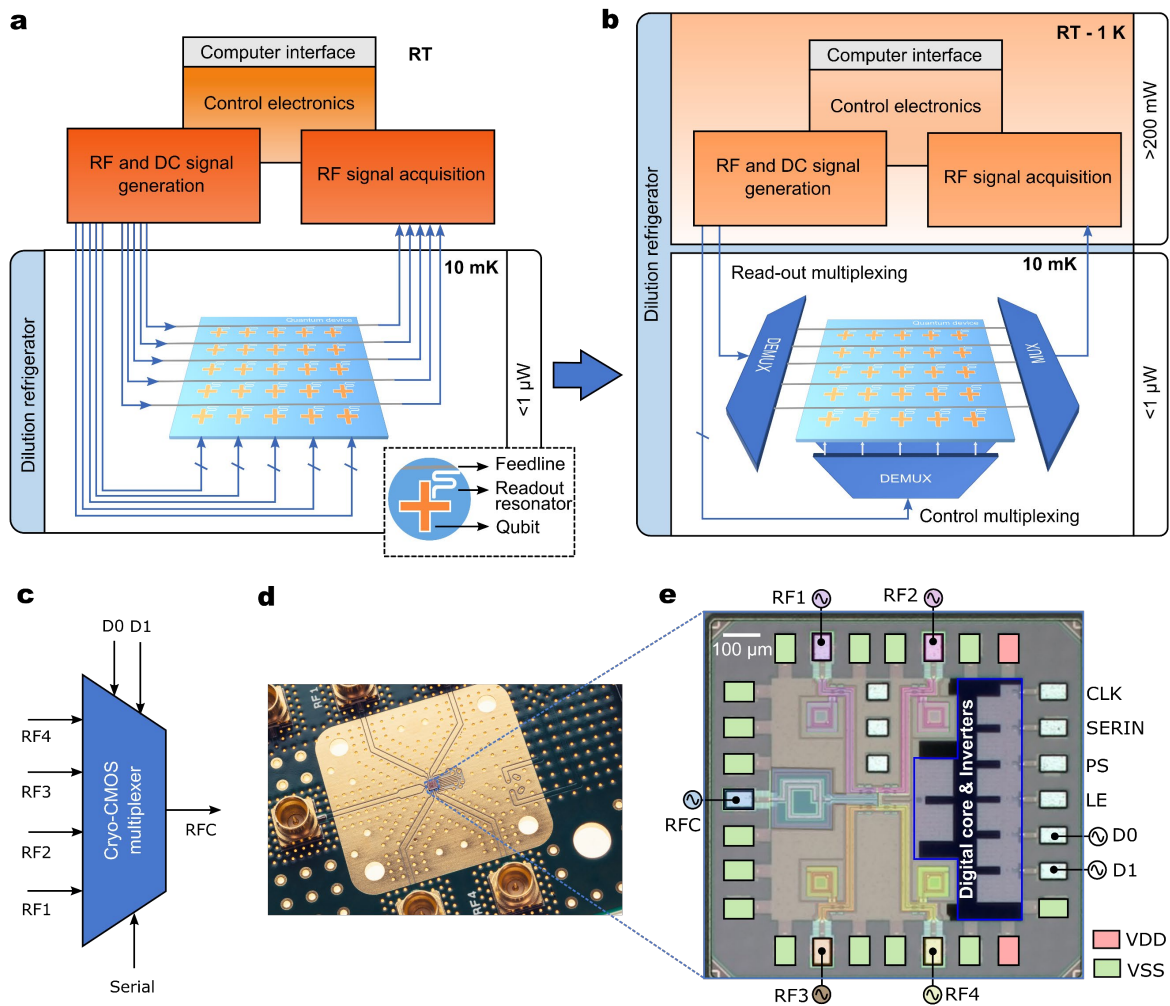 a
Computer interface
RT
Control electronics
RF and DC signal
generation
RF signal acquisition
Dilution refrigerator
10 mK
<1 µW
Quantum device
Feedline
Readout
resonator
Qubit
b
RT - 1 K
Computer interface
Control electronics
RF and DC signal
generation
RF signal acquisition
Dilution refrigerator
>200 mW
Read-out multiplexing
10 mK
Quantum device
DEMUX
MUX
<1 µW
DEMUX
Control multiplexing
c
D0 D1
RF4
RF3
RF2
RF1
Cryo-CMOS
multiplexer
RFC
Serial
d
RF1
RF4
e
RF1
RF2
100 µm
CLK
SERIN
PS
LE
D0
D1
RFC
Digital core & Inverters
RF3
RF4
VDD
VSS